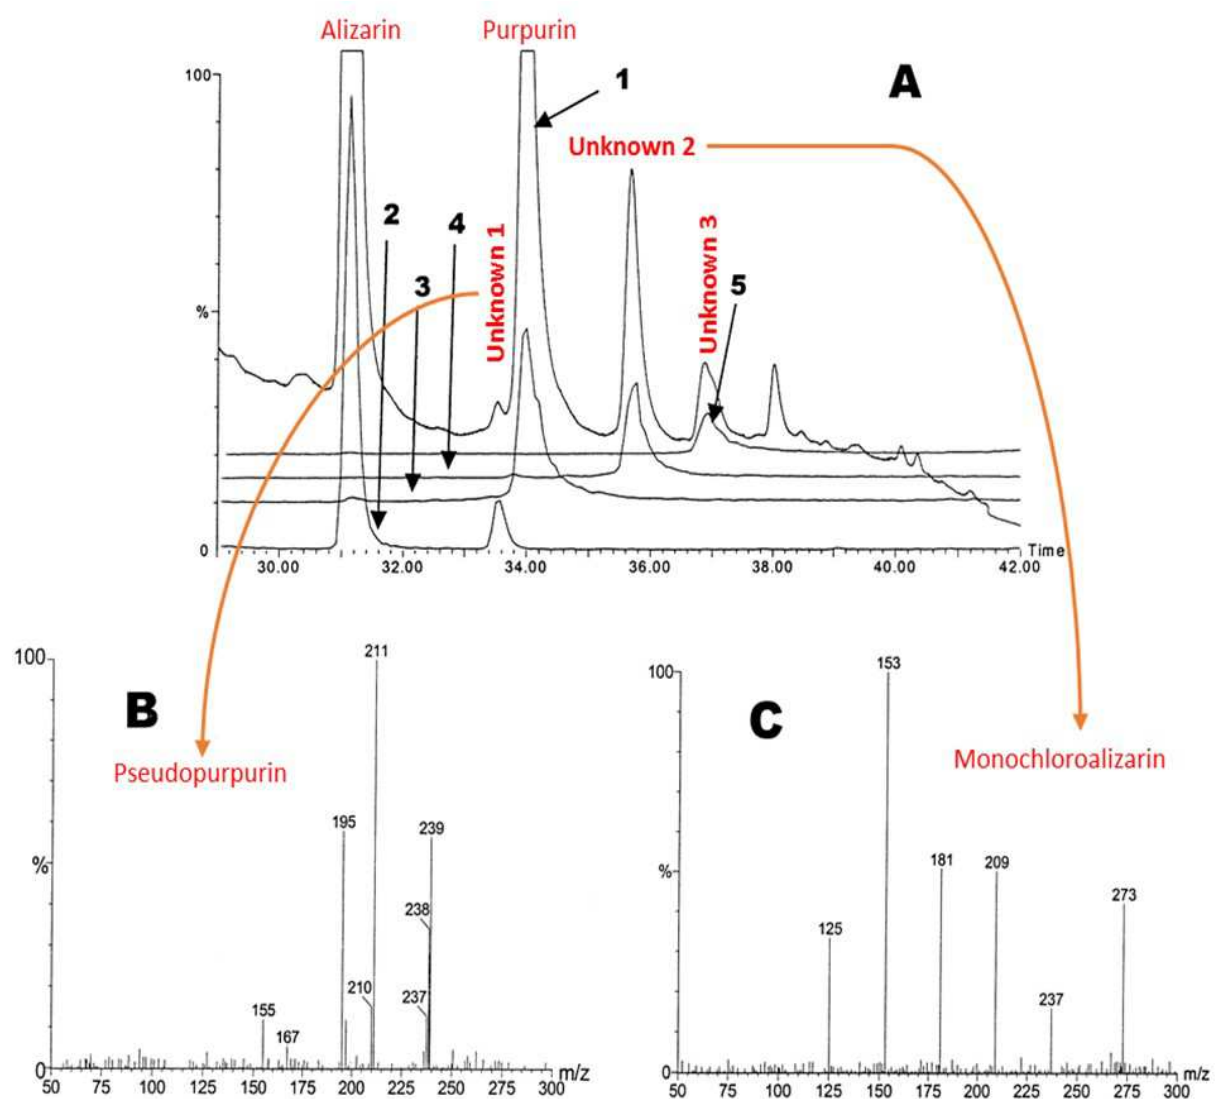 Alizarin
Purpurin
100
1
A
Unknown 2
2
4
3
Unknown 1
Unknown 3
5
%
0
30.00 32.00 34.00 36.00 38.00 40.00 42.00
Time
100
211
B
Pseudopurpurin
195
239
%
238
210
237
155
167
0
50 75 100 125 150 175 200 225 250 275 300 m/z
100
153
C
Monochloroalizarin
%
181
209
273
125
237
0
50 75 100 125 150 175 200 225 250 275 300 m/z